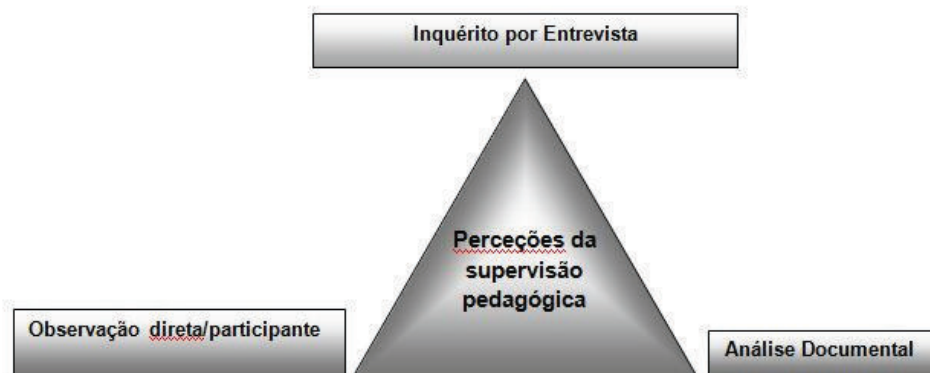 Inquérito por Entrevista
Perceções da
supervisão
pedagógica
Observação direta/participante
Análise Documental